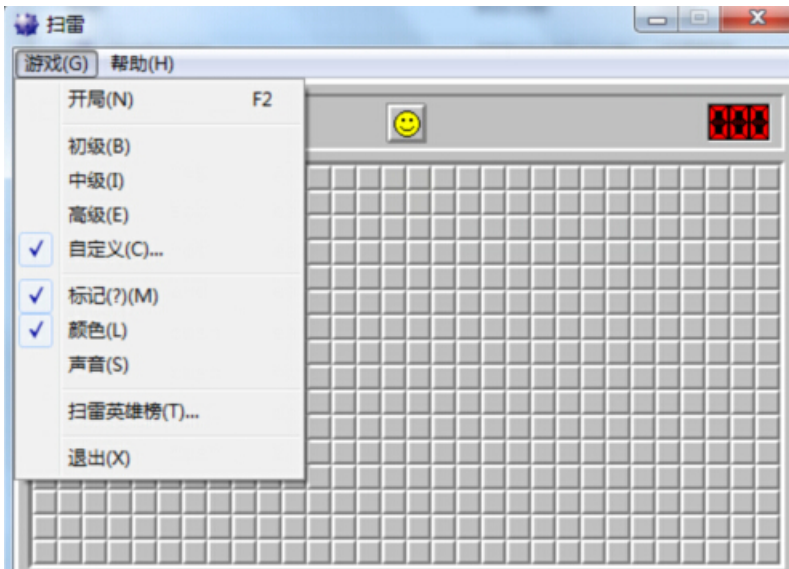 扫雷
游戏(G) 帮助(H)
开局(N) F2
000
初级(B)
中级(I)
高级(E)
自定义(C)...
标记(?)(M)
颜色(L)
声音(S)
扫雷英雄榜(T)...
退出(X)